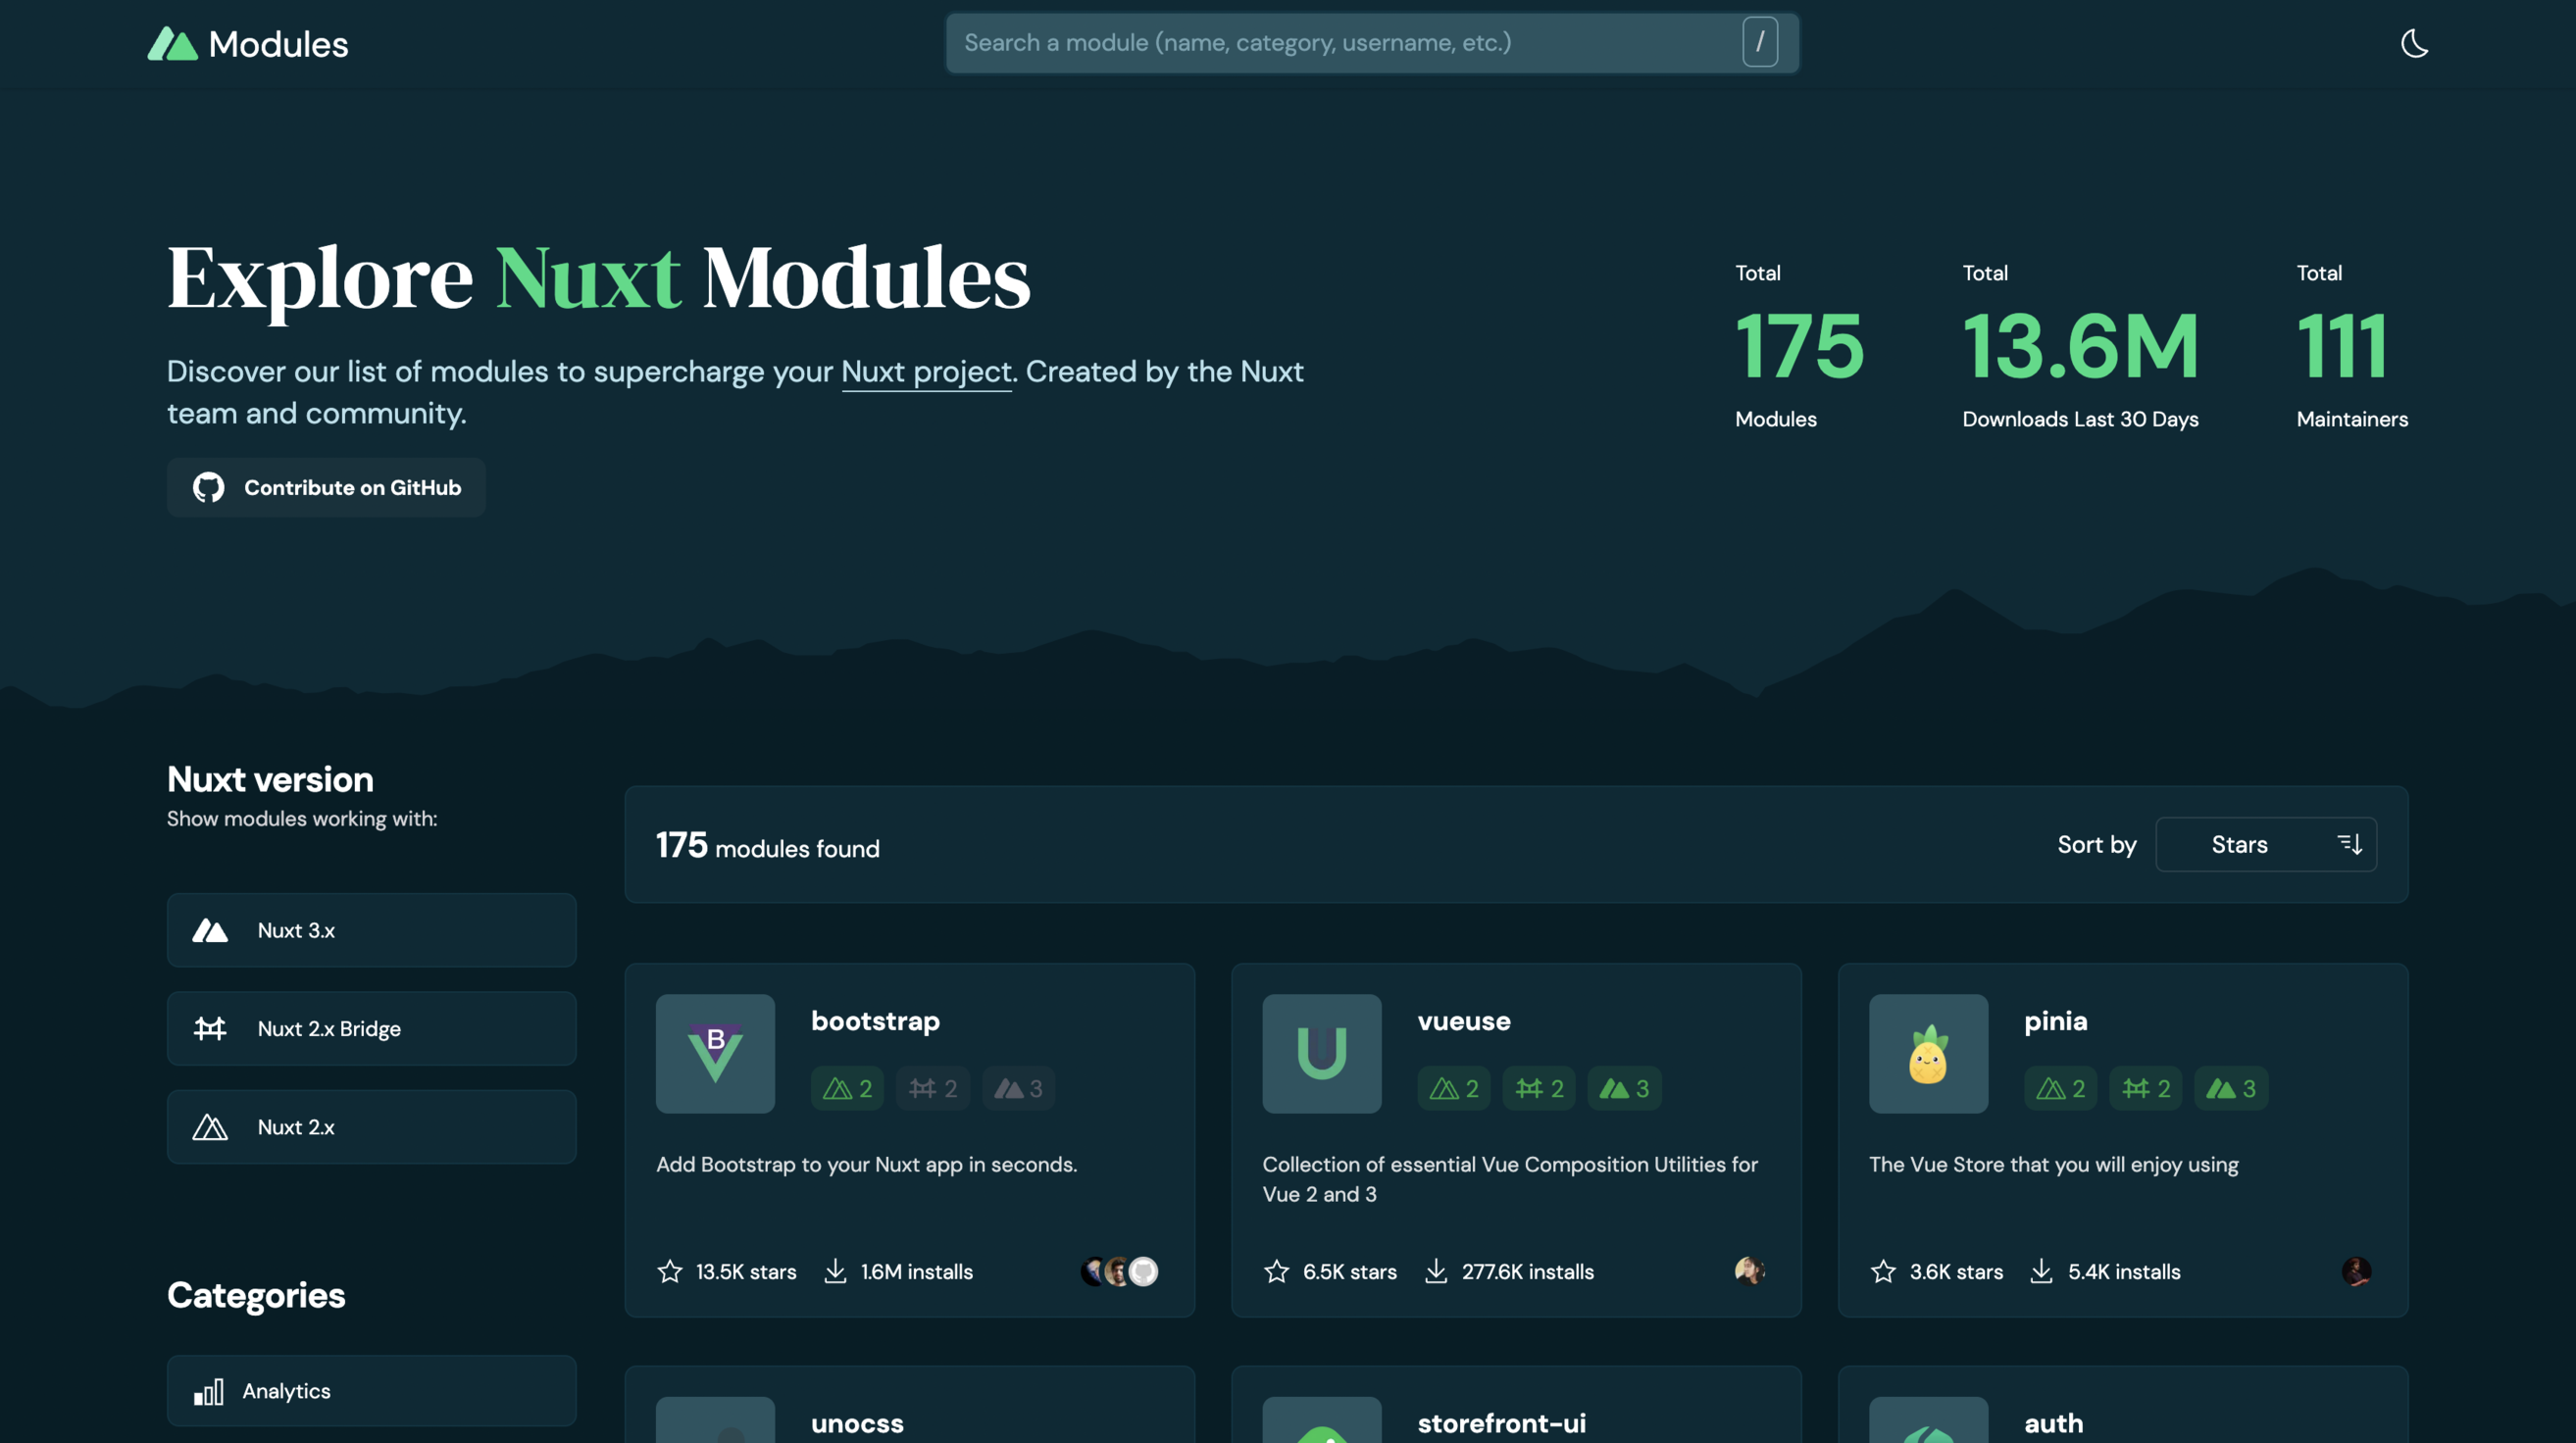 Modules
Search a module (name, category, username, etc.)
/
Explore Nuxt Modules
Discover our list of modules to supercharge your Nuxt project. Created by the Nuxt
team and community.
Contribute on GitHub
Total
175
Modules
Total
13.6M
Downloads Last 30 Days
Total
111
Maintainers
Nuxt version
Show modules working with:
Nuxt 3.x
Nuxt 2.x Bridge
Nuxt 2.x
Categories
Analytics
175 modules found
Sort by
Stars
B
bootstrap
2
2
3
Add Bootstrap to your Nuxt app in seconds.
13.5K stars
1.6M installs
vueuse
2
2
3
Collection of essential Vue Composition Utilities for
Vue 2 and 3
6.5K stars
277.6K installs
pinia
2
2
3
The Vue Store that you will enjoy using
3.6K stars
5.4K installs
unocss
storefront-ui
auth